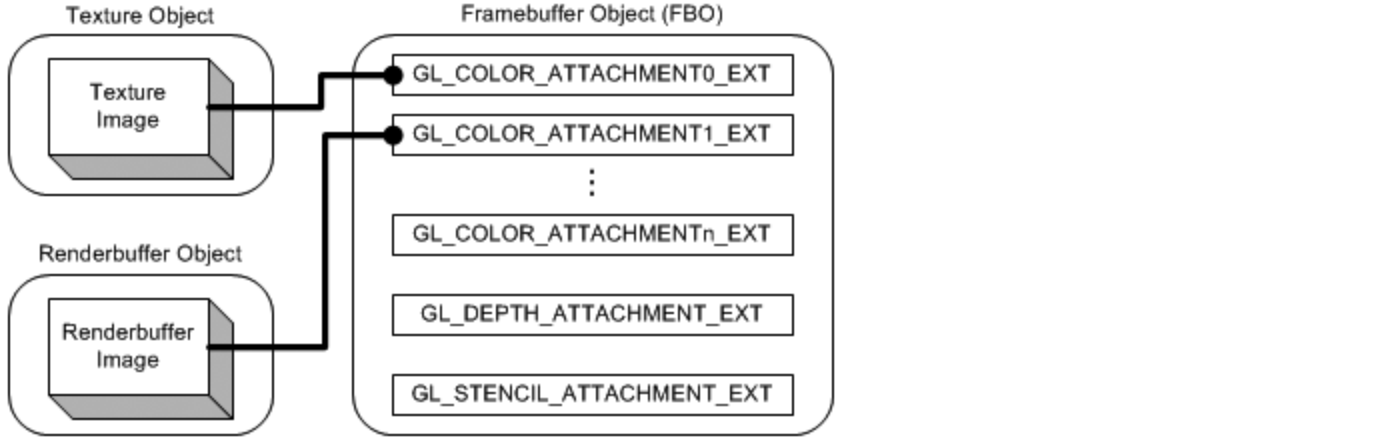 Texture Object
Texture
Image
Renderbuffer Object
Renderbuffer
Image
Framebuffer Object (FBO)
GL_COLOR_ATTACHMENT0_EXT
GL_COLOR_ATTACHMENT1_EXT
⋮
GL_COLOR_ATTACHMENTn_EXT
GL_DEPTH_ATTACHMENT_EXT
GL_STENCIL_ATTACHMENT_EXT